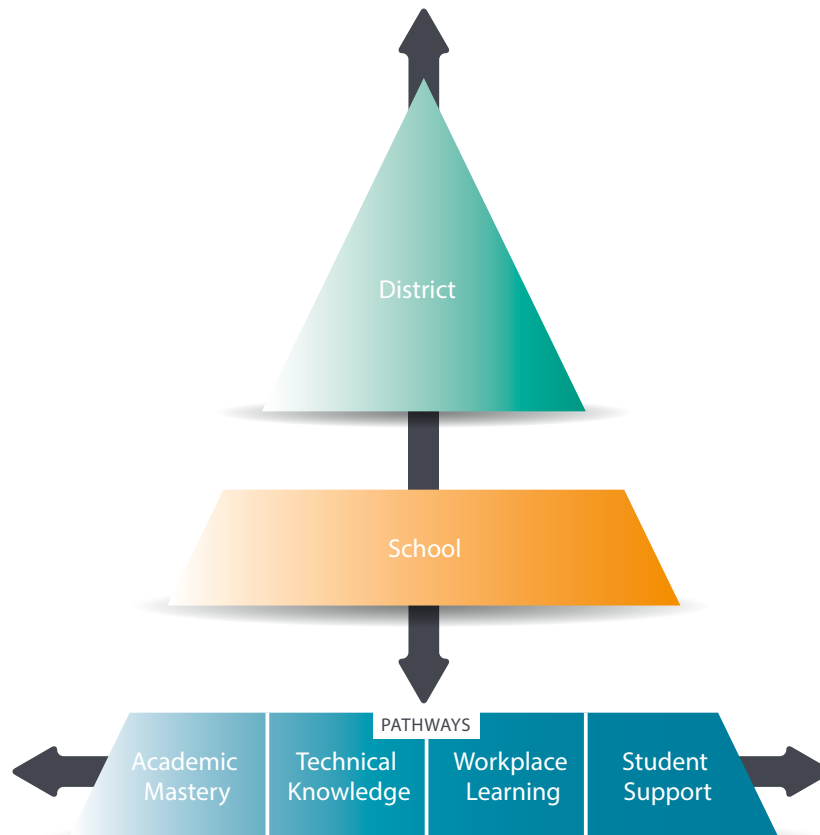 District
School
PATHWAYS
Academic
Mastery
Technical
Knowledge
Workplace
Learning
Student
Support